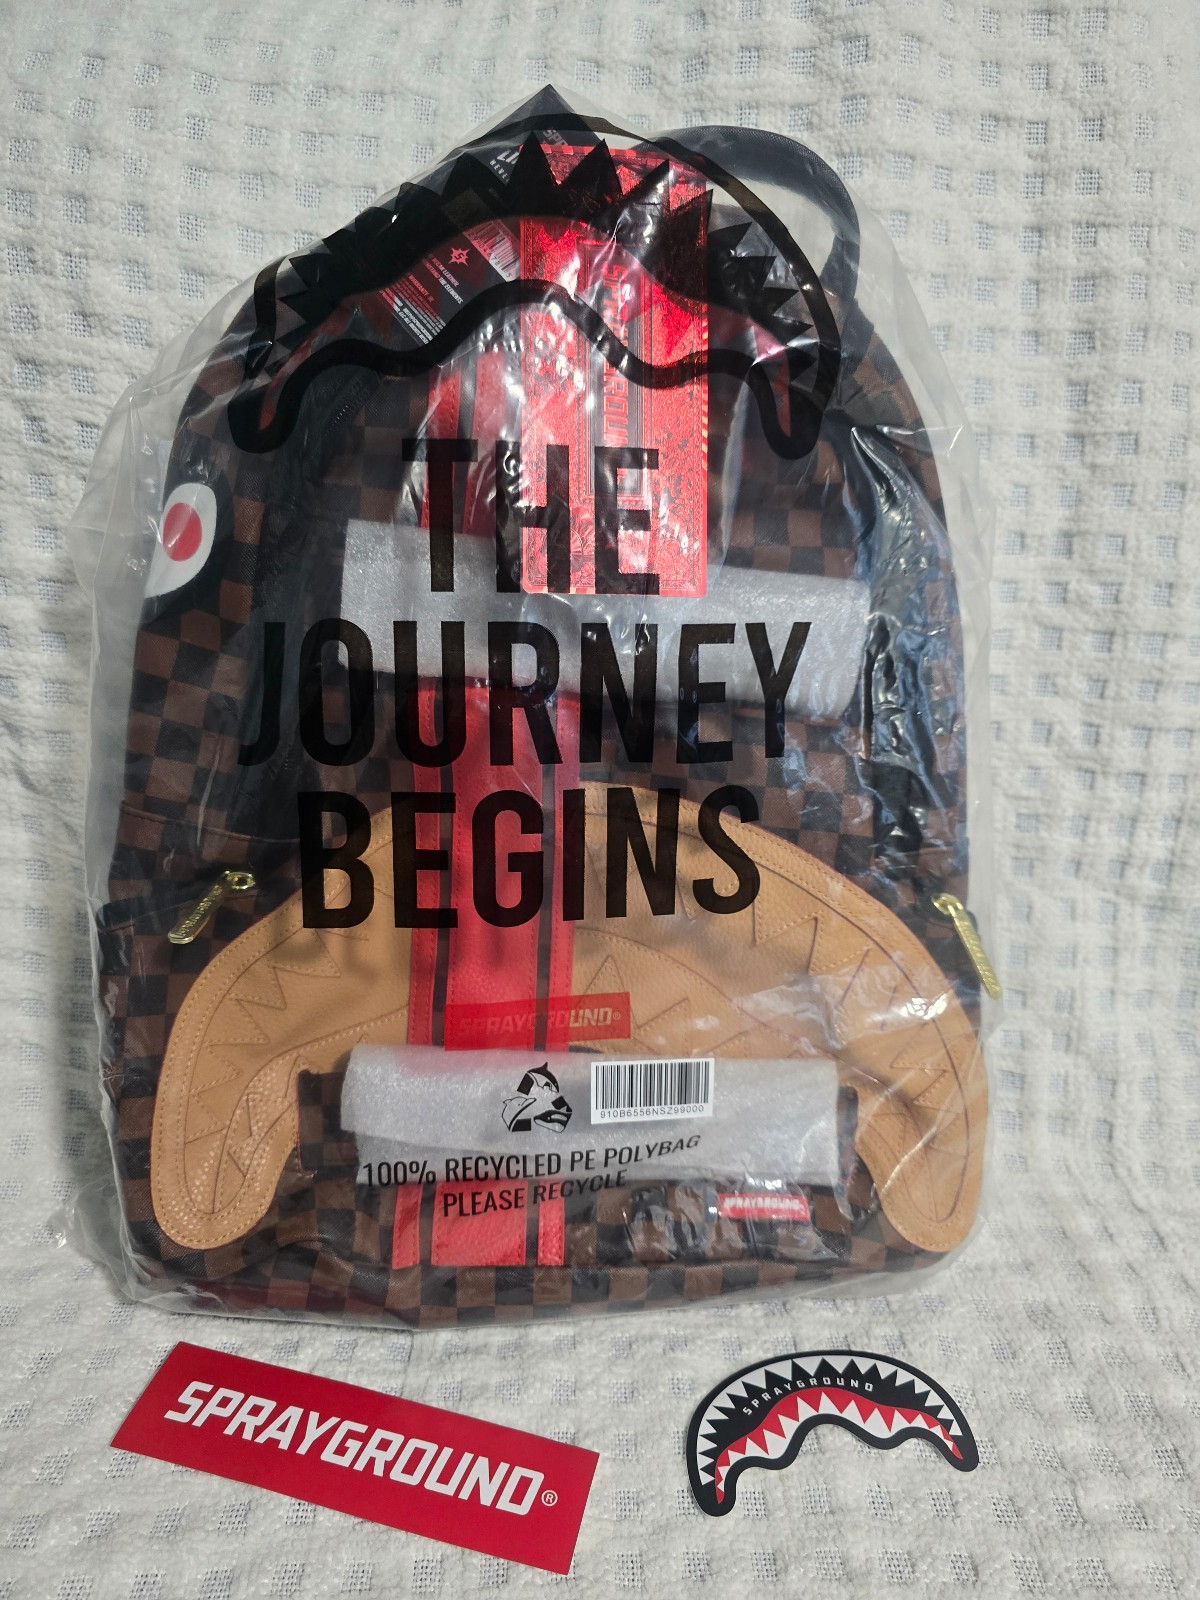 THE
JOURNEY
BEGINS
SPRAYGROUND®
910B6556NSZ99000
100% RECYCLED PE POLYBAG
PLEASE RECYCLE
SPRAYGROUND
SPRAYGROUND®
SPRAYGROUND